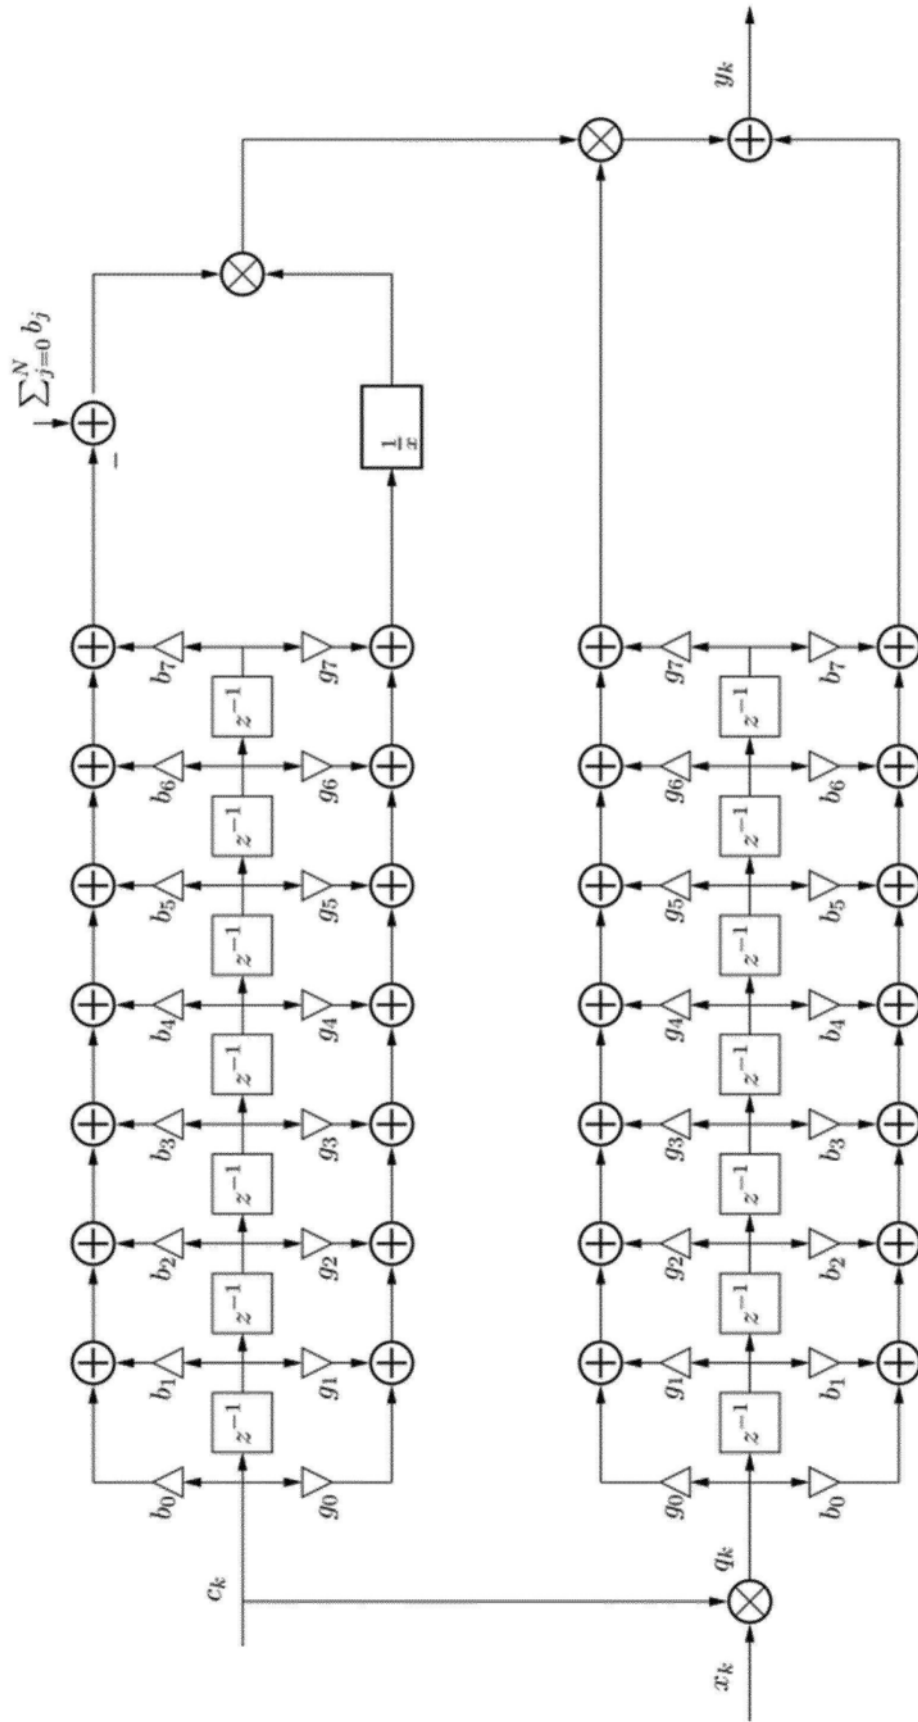 \sum_{j=0}^{N} b_j
−
b_0 b_1 b_2 b_3 b_4 b_5 b_6 b_7
c_k
z^{-1} z^{-1} z^{-1} z^{-1} z^{-1} z^{-1} z^{-1}
g_0 g_1 g_2 g_3 g_4 g_5 g_6 g_7
\frac{1}{x}
g_0 g_1 g_2 g_3 g_4 g_5 g_6 g_7
x_k q_k y_k
z^{-1} z^{-1} z^{-1} z^{-1} z^{-1} z^{-1} z^{-1}
b_0 b_1 b_2 b_3 b_4 b_5 b_6 b_7